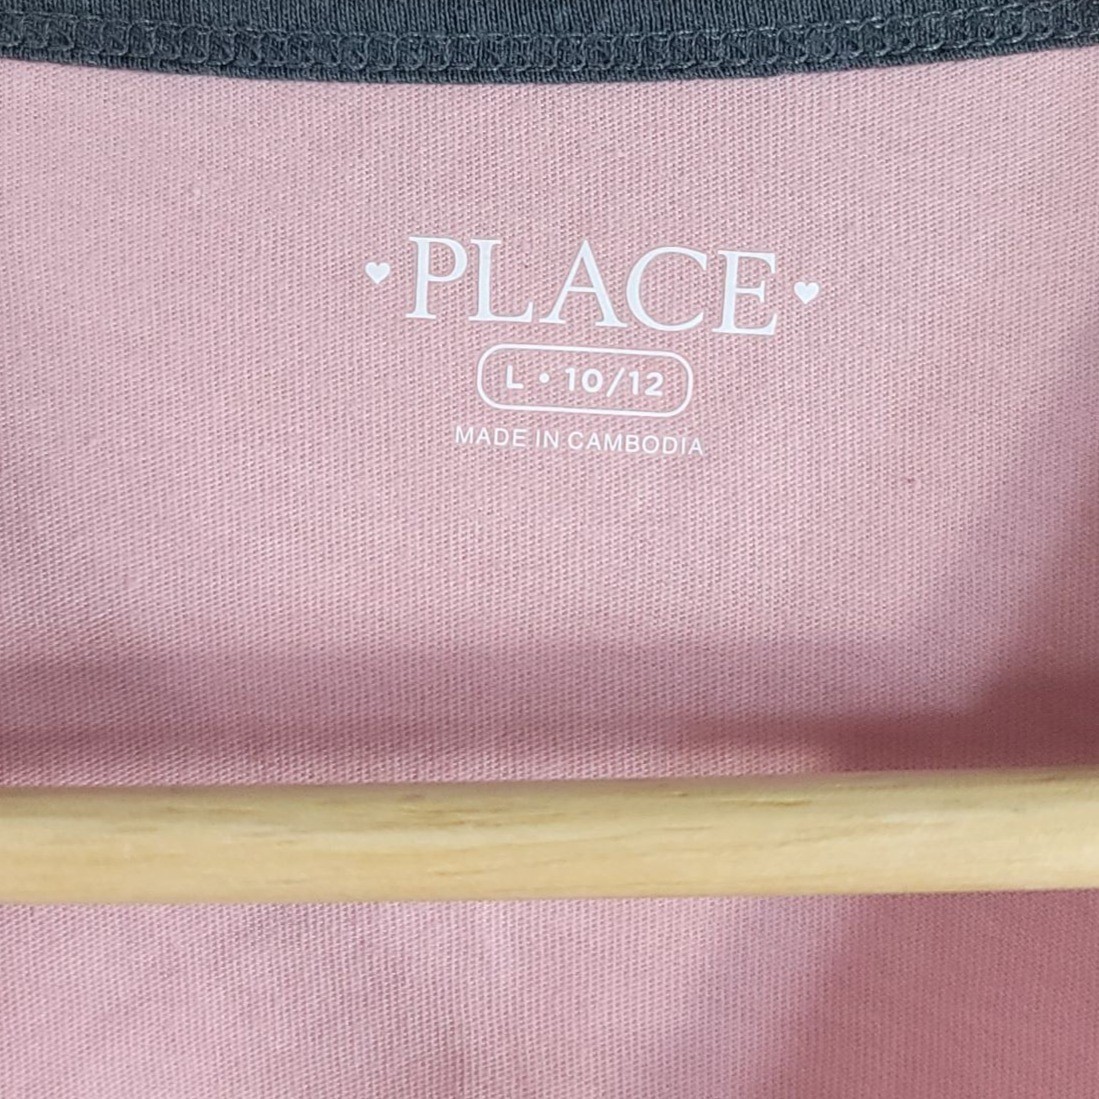 PLACE
L • 10/12
MADE IN CAMBODIA